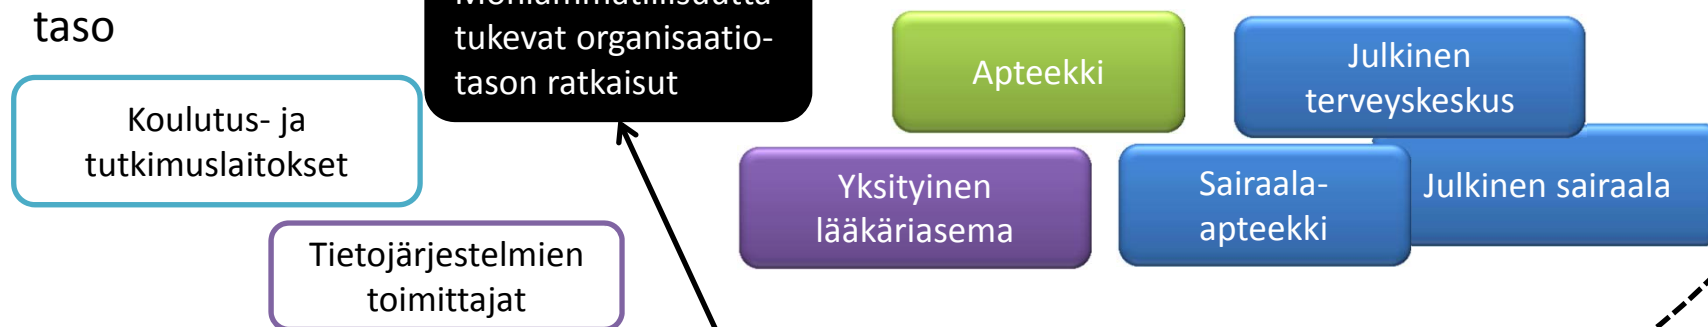 taso
tukevat organisaatio-
tason ratkaisut
Koulutus- ja
tutkimuslaitokset
Tietojärjestelmien
toimittajat
Apteekki
Julkinen
terveyskeskus
Yksityinen
lääkäriasema
Sairaala-
apteekki
Julkinen sairaala